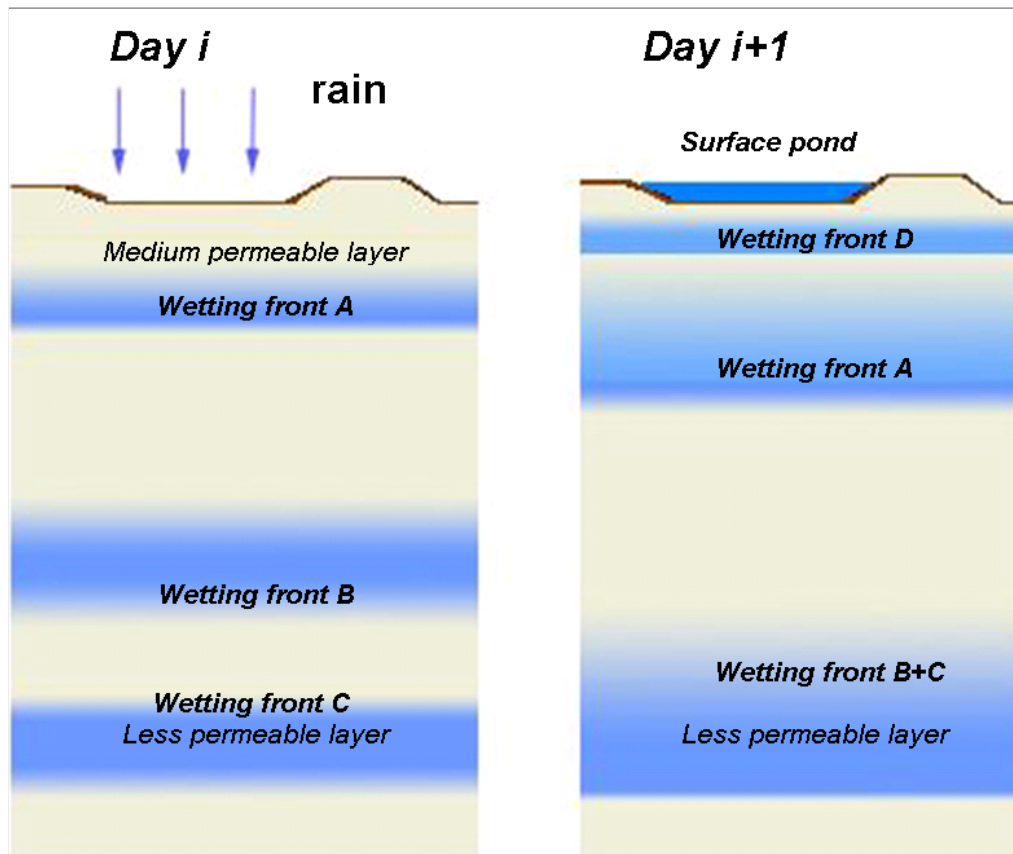 Day i
rain
Medium permeable layer
Wetting front A
Wetting front B
Wetting front C
Less permeable layer
Day i+1
Surface pond
Wetting front D
Wetting front A
Wetting front B+C
Less permeable layer